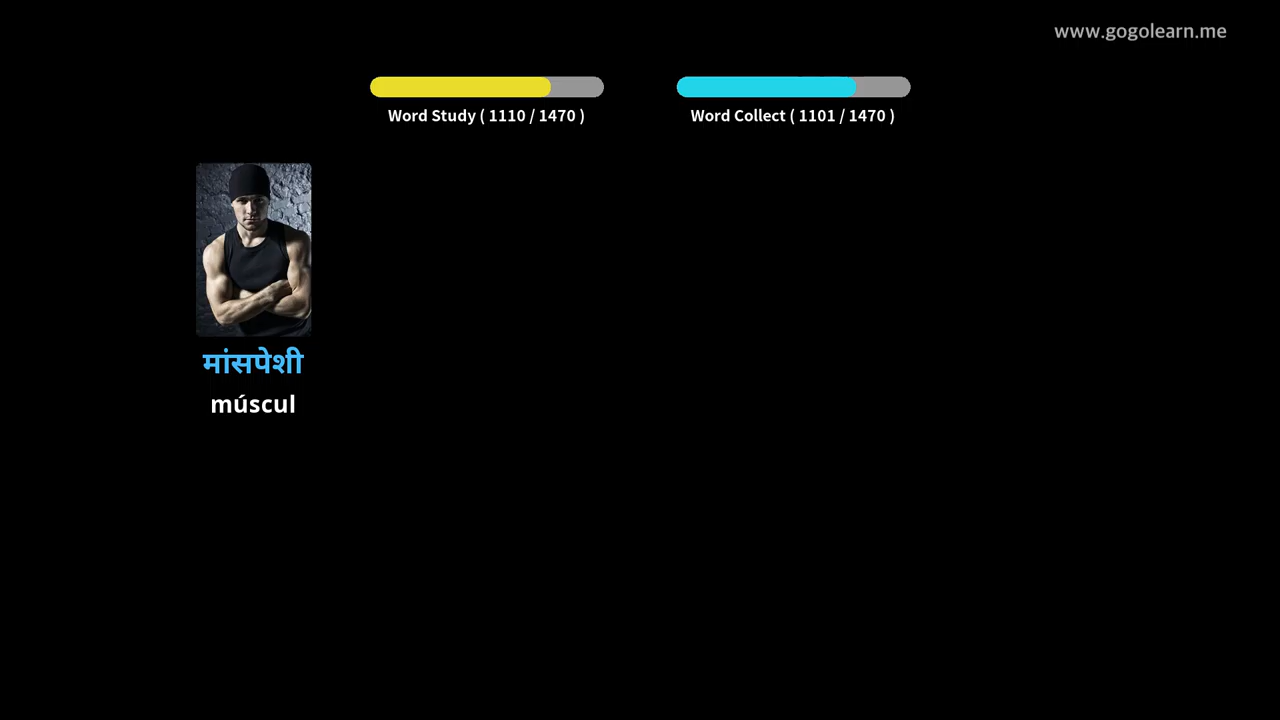 www.gogolearn.me
Word Study ( 1110 / 1470 )
Word Collect ( 1101 / 1470 )
मांसपेशी
múscul